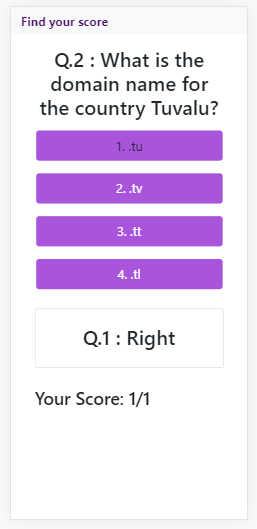 Find your score
Q.2 : What is the
domain name for
the country Tuvalu?
1. .tu
2. .tv
3. .tt
4. .tl
Q.1 : Right
Your Score: 1/1